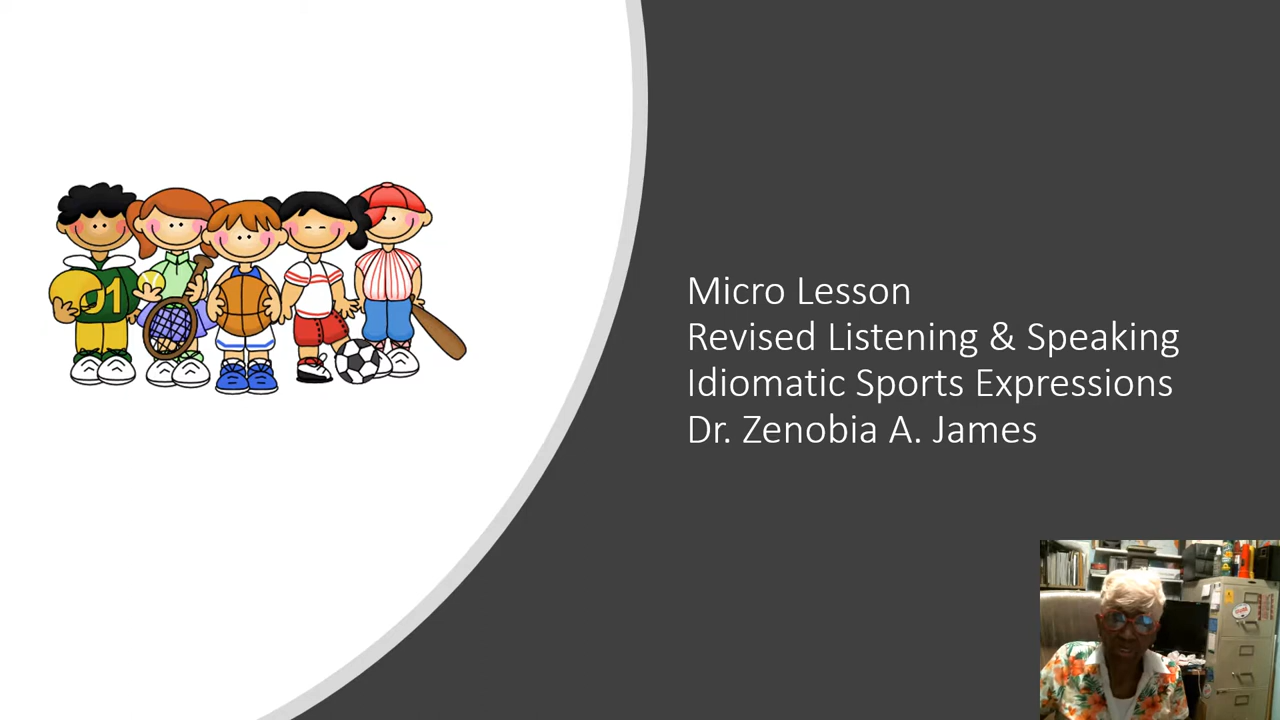 Micro Lesson
Revised Listening & Speaking
Idiomatic Sports Expressions
Dr. Zenobia A. James